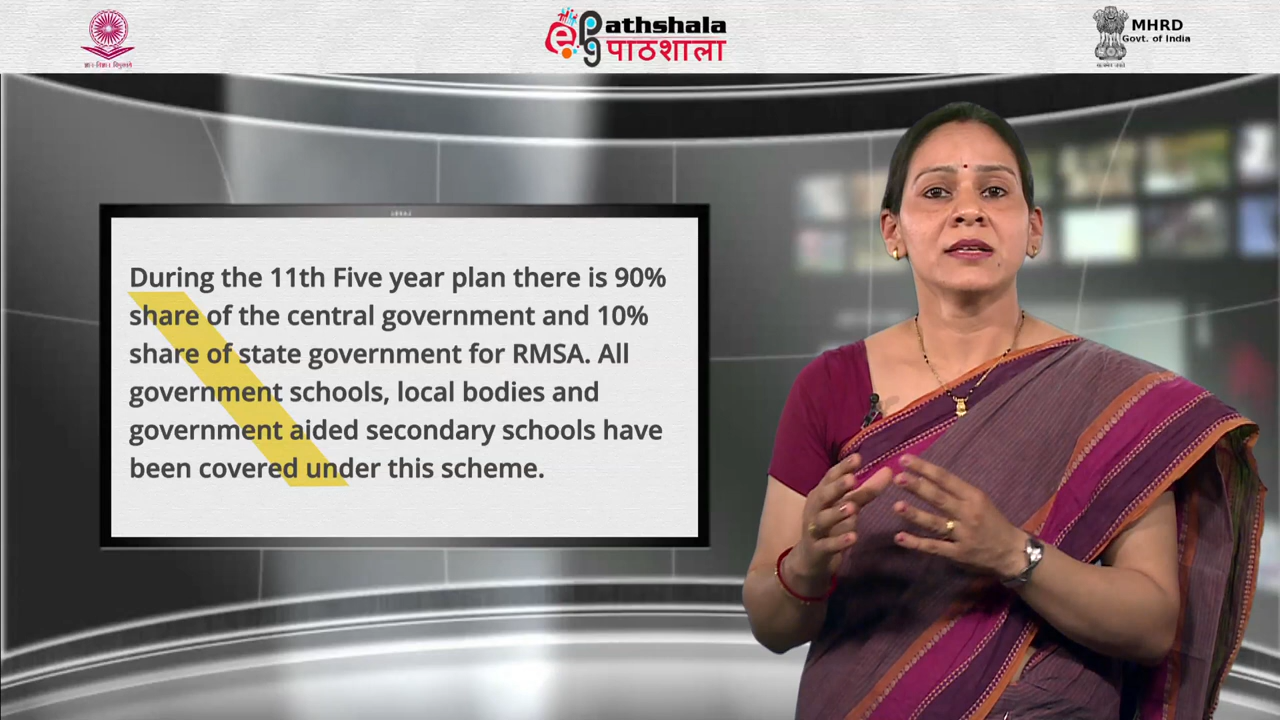 ePathshala
पाठशाला
MHRD
Govt. of India
During the 11th Five year plan there is 90%
share of the central government and 10%
share of state government for RMSA. All
government schools, local bodies and
government aided secondary schools have
been covered under this scheme.